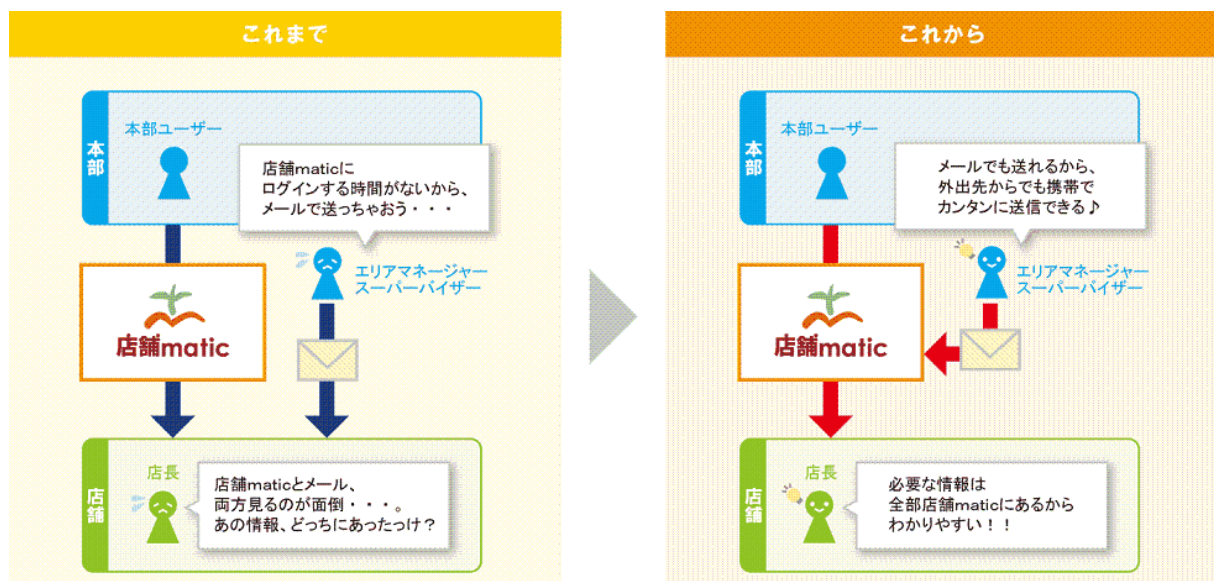 これまで
本部
本部ユーザー
店舗maticに
ログインする時間がないから、
メールで送っちゃおう・・・
エリアマネージャー
スーパーバイザー
店舗matic
店舗
店長
店舗maticとメール、
両方見るのが面倒・・・。
あの情報、どっちにあったっけ？
これから
本部
本部ユーザー
メールでも送れるから、
外出先からでも携帯で
カンタンに送信できる♪
エリアマネージャー
スーパーバイザー
店舗matic
店舗
店長
必要な情報は
全部店舗maticにあるから
わかりやすい！！